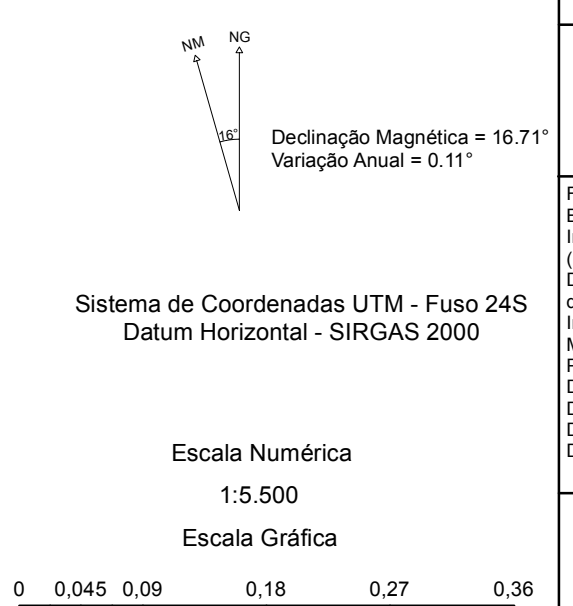 NM NG
16°
Declinação Magnética = 16.71°
Variação Anual = 0.11°
Sistema de Coordenadas UTM - Fuso 24S
Datum Horizontal - SIRGAS 2000
Escala Numérica
1:5.500
Escala Gráfica
0 0,045 0,09 0,18 0,27 0,36